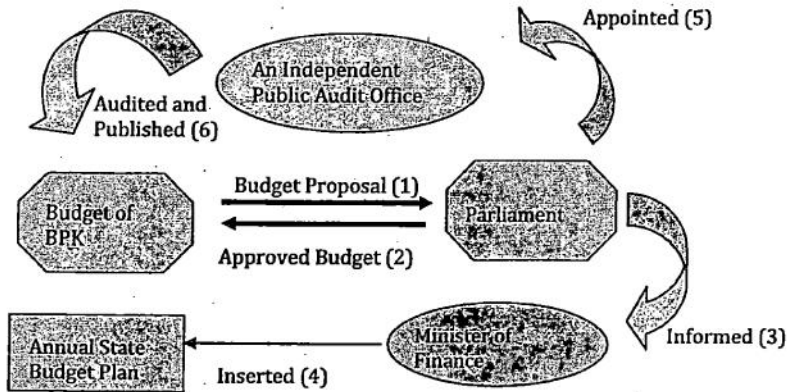 Appointed (5)
An Independent
Public Audit Office
Audited and
Published (6)
Budget Proposal (1)
Budget of
BPK
Parliament
Approved Budget (2)
Minister of
Finance
Informed (3)
Annual State
Budget Plan
Inserted (4)